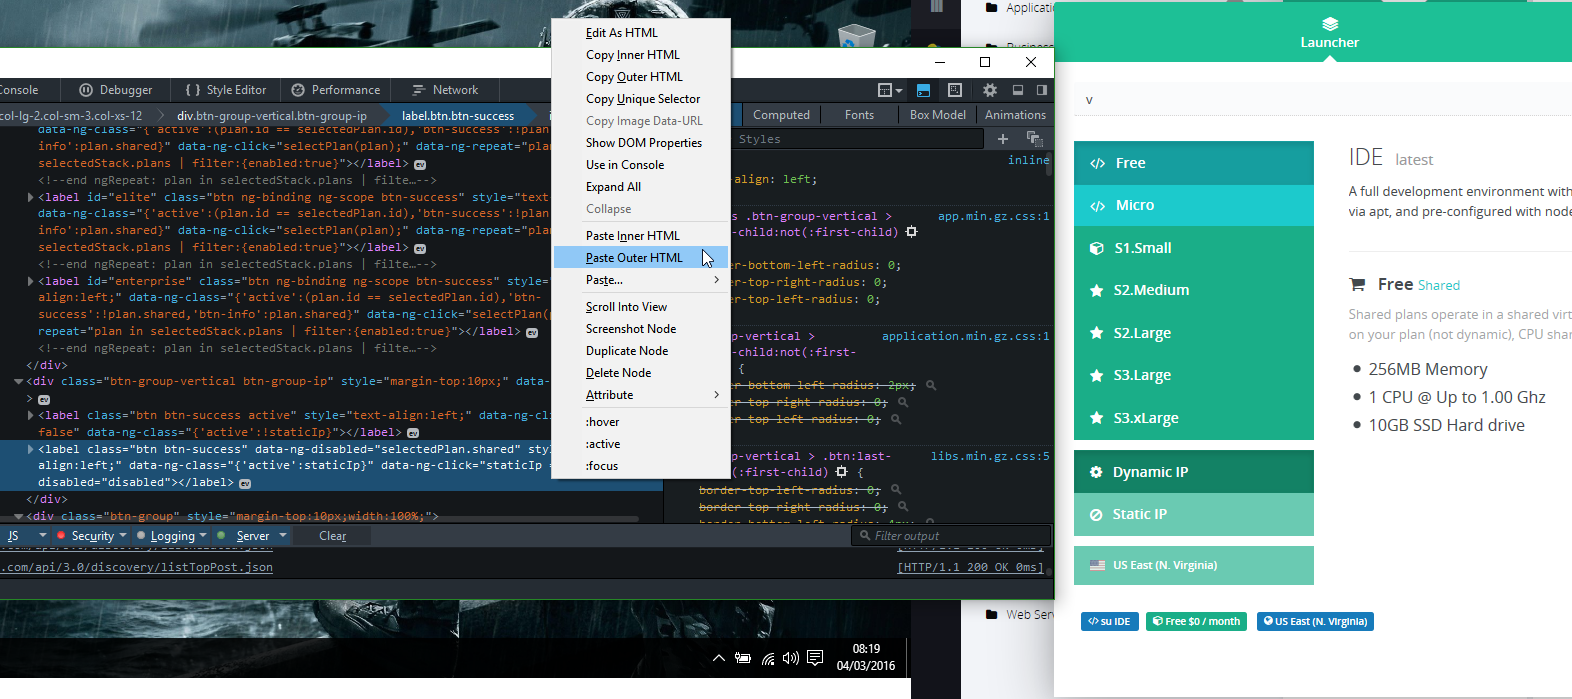 Console
Debugger
{ } Style Editor
Performance
Network
col-lg-2.col-sm-3.col-xs-12
div.btn-group-vertical.btn-group-ip
label.btn.btn-success
data-ng-class="{'active':(plan.id == selectedPlan.id),'btn-success':!plan
info':plan.shared}" data-ng-click="selectPlan(plan);" data-ng-repeat="plan
selectedStack.plans | filter:{enabled:true}"></label> ev
<!--end ngRepeat: plan in selectedStack.plans | filte…-->
<label id="elite" class="btn ng-binding ng-scope btn-success" style="text-
data-ng-class="{'active':(plan.id == selectedPlan.id),'btn-success':!plan
info':plan.shared}" data-ng-click="selectPlan(plan);" data-ng-repeat="plan
selectedStack.plans | filter:{enabled:true}"></label> ev
<!--end ngRepeat: plan in selectedStack.plans | filte…-->
<label id="enterprise" class="btn ng-binding ng-scope btn-success" style="
align:left;" data-ng-class="{'active':(plan.id == selectedPlan.id),'btn-
success':!plan.shared,'btn-info':plan.shared}" data-ng-click="selectPlan(p
repeat="plan in selectedStack.plans | filter:{enabled:true}"></label> ev
<!--end ngRepeat: plan in selectedStack.plans | filte…-->
</div>
<div class="btn-group-vertical btn-group-ip" style="margin-top:10px;" data-
> ev
<label class="btn btn-success active" style="text-align:left;" data-ng-cl
false" data-ng-class="{'active':!staticIp}"></label> ev
<label class="btn btn-success" data-ng-disabled="selectedPlan.shared" sty
align:left;" data-ng-class="{'active':staticIp}" data-ng-click="staticIp =
disabled="disabled"></label> ev
</div>
<div class="btn-group" style="margin-top:10px;width:100%;">
JS
Security
Logging
Server
Clear
Filter output
.com/api/3.0/discovery/listTopPost.json
[HTTP/1.1 200 OK 0ms]
Edit As HTML
Copy Inner HTML
Copy Outer HTML
Copy Unique Selector
Copy Image Data-URL
Show DOM Properties
Use in Console
Expand All
Collapse
Paste Inner HTML
Paste Outer HTML
Paste...
Scroll Into View
Screenshot Node
Duplicate Node
Delete Node
Attribute
:hover
:active
:focus
Computed
Fonts
Box Model
Animations
Styles
inline
-align: left;
s .btn-group-vertical >
app.min.gz.css:1
-child:not(:first-child)
er-bottom-left-radius: 0;
er-top-right-radius: 0;
er-top-left-radius: 0;
p-vertical >
application.min.gz.css:1
-child:not(:first-
{
er-bottom-left-radius: 2px;
er-top-right-radius: 0;
er-top-left-radius: 0;
p-vertical > .btn:last-
libs.min.gz.css:5
(:first-child) {
border-top-left-radius: 0;
border-top-right-radius: 0;
border-bottom-left-radius: 4px;
08:19
04/03/2016
Applicati
Business
Web Serv
Launcher
v
Free
Micro
S1.Small
S2.Medium
S2.Large
S3.Large
S3.xLarge
Dynamic IP
Static IP
US East (N. Virginia)
su IDE
Free $0 / month
US East (N. Virginia)
IDE latest
A full development environment with
via apt, and pre-configured with node
Free Shared
Shared plans operate in a shared virt
on your plan (not dynamic), CPU shar
256MB Memory
1 CPU @ Up to 1.00 Ghz
10GB SSD Hard drive